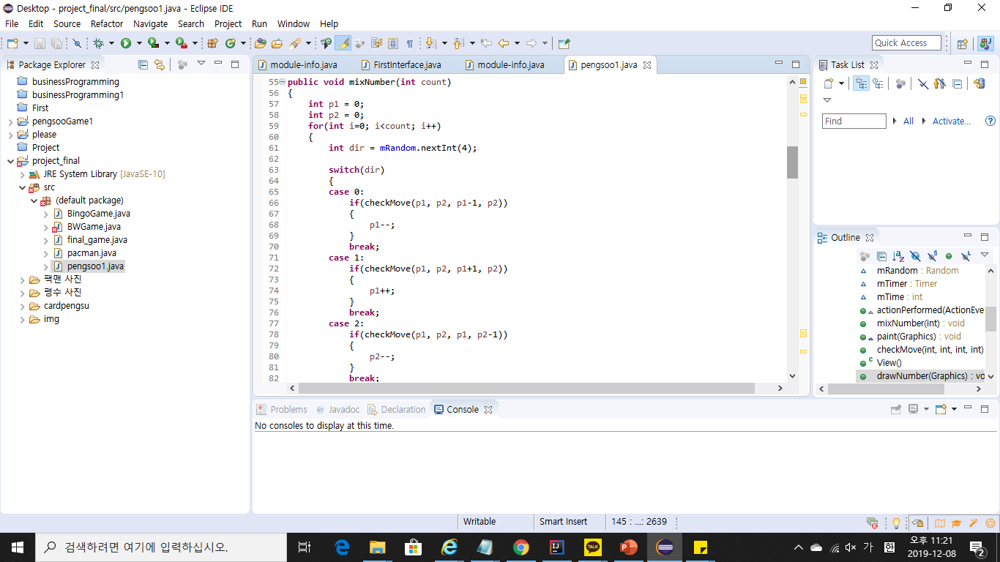 Desktop - project_final/src/pengsoo1.java - Eclipse IDE
File Edit Source Refactor Navigate Search Project Run Window Help
Quick Access
Package Explorer
businessProgramming
businessProgramming1
First
pengsooGame1
please
Project
project_final
JRE System Library [JavaSE-10]
src
(default package)
BingoGame.java
BWGame.java
final_game.java
pacman.java
pengsoo1.java
팩맨 사진
펭수 사진
cardpengsu
img
module-info.java FirstInterface.java module-info.java pengsoo1.java
55 public void mixNumber(int count)
56 {
57 int p1 = 0;
58 int p2 = 0;
59 for(int i=0; i<count; i++)
60 {
61 int dir = mRandom.nextInt(4);
62
63 switch(dir)
64 {
65 case 0:
66 if(checkMove(p1, p2, p1-1, p2))
67 {
68 p1--;
69 }
70 break;
71 case 1:
72 if(checkMove(p1, p2, p1+1, p2))
73 {
74 p1++;
75 }
76 break;
77 case 2:
78 if(checkMove(p1, p2, p1, p2-1))
79 {
80 p2--;
81 }
82 break;
Task List
Find All Activate...
Outline
mRandom : Random
mTimer : Timer
mTime : int
actionPerformed(ActionEve
mixNumber(int) : void
paint(Graphics) : void
checkMove(int, int, int, int)
View()
drawNumber(Graphics) : vo
Problems Javadoc Declaration Console
No consoles to display at this time.
Writable Smart Insert 145 : ...: 2639
검색하려면 여기에 입력하십시오.
TALK
가 한
오후 11:21
2019-12-08
2